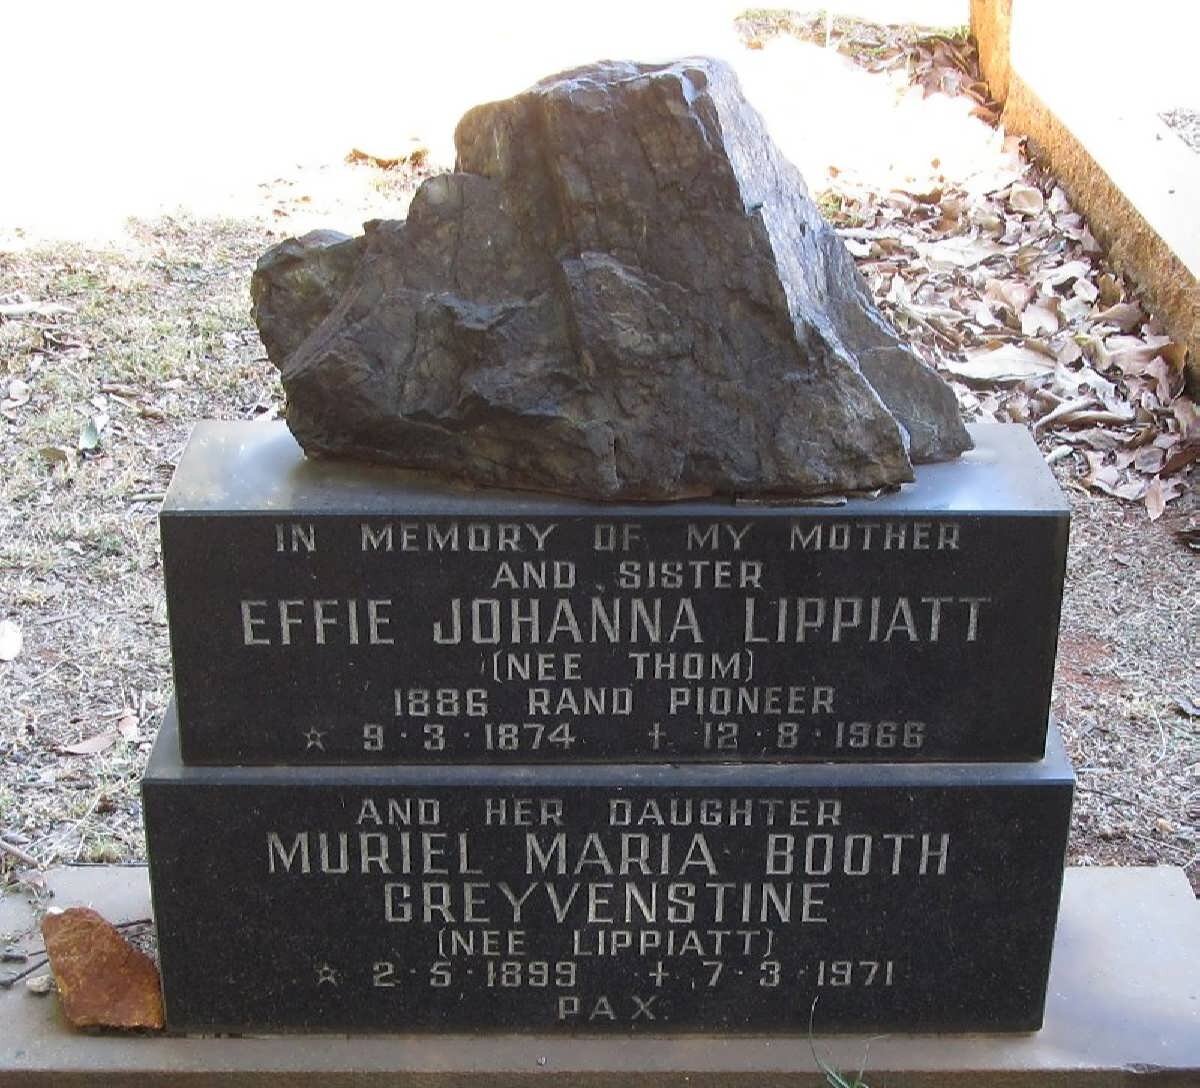 IN MEMORY OF MY MOTHER
AND SISTER
EFFIE JOHANNA LIPPIATT
(NEE THOM)
1886 RAND PIONEER
☆ 9·3·1874 † 12·8·1966
AND HER DAUGHTER
MURIEL MARIA BOOTH
GREYVENSTINE
(NEE LIPPIATT)
☆ 2·5·1899 † 7·3·1971
PAX